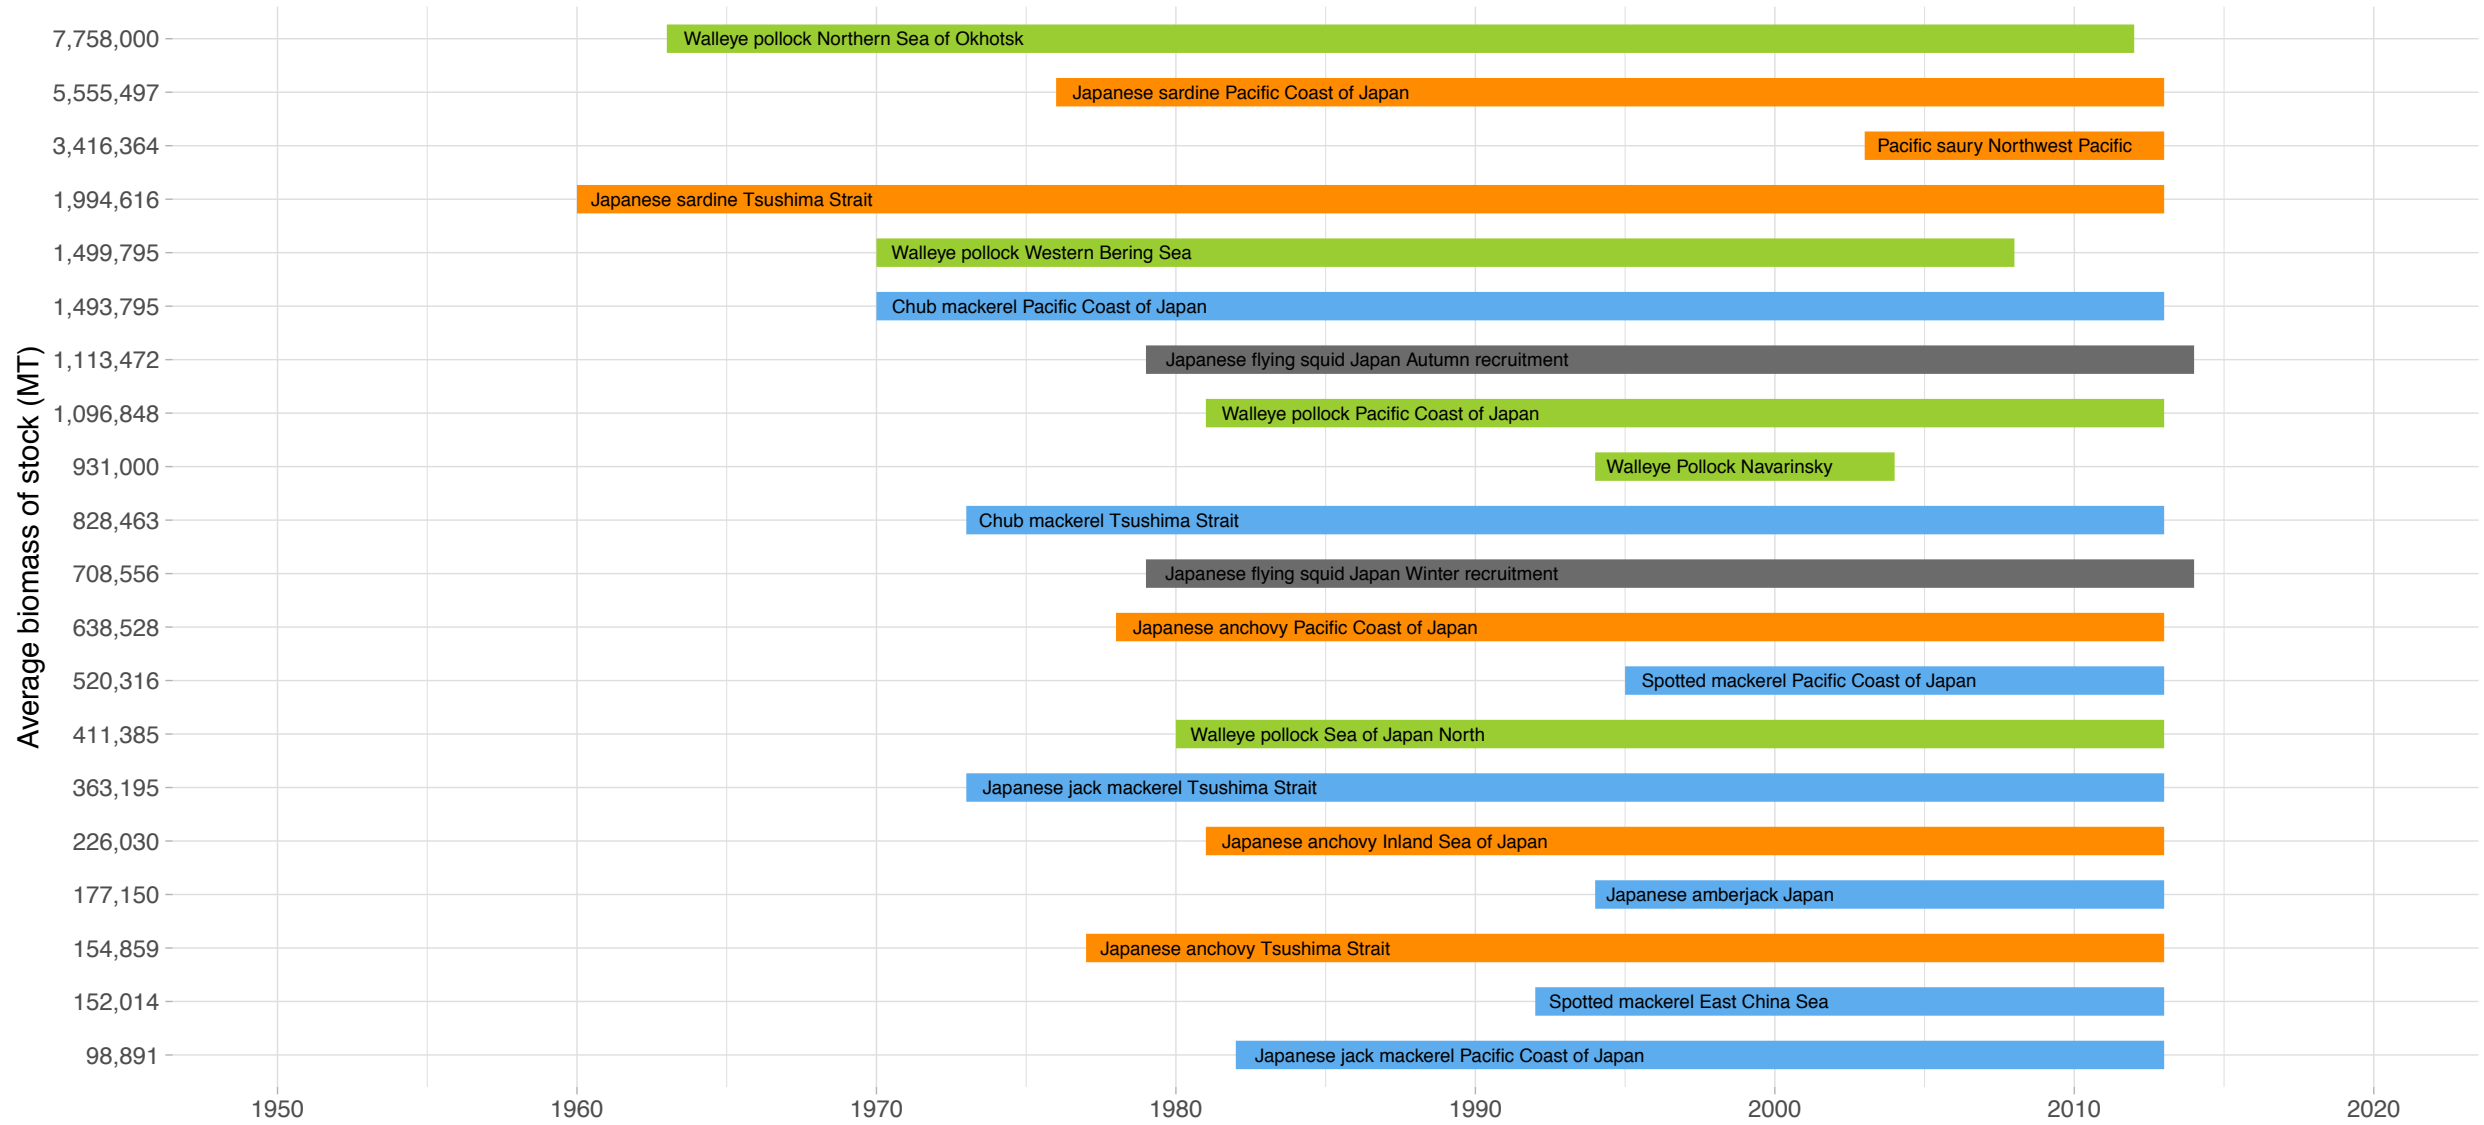 7,758,000 Walleye pollock Northern Sea of Okhotsk
5,555,497 Japanese sardine Pacific Coast of Japan
3,416,364 Pacific saury Northwest Pacific
1,994,616 Japanese sardine Tsushima Strait
1,499,795 Walleye pollock Western Bering Sea
1,493,795 Chub mackerel Pacific Coast of Japan
1,113,472 Japanese flying squid Japan Autumn recruitment
1,096,848 Walleye pollock Pacific Coast of Japan
931,000 Walleye Pollock Navarinsky
828,463 Chub mackerel Tsushima Strait
708,556 Japanese flying squid Japan Winter recruitment
638,528 Japanese anchovy Pacific Coast of Japan
520,316 Spotted mackerel Pacific Coast of Japan
411,385 Walleye pollock Sea of Japan North
363,195 Japanese jack mackerel Tsushima Strait
226,030 Japanese anchovy Inland Sea of Japan
177,150 Japanese amberjack Japan
154,859 Japanese anchovy Tsushima Strait
152,014 Spotted mackerel East China Sea
98,891 Japanese jack mackerel Pacific Coast of Japan
Average biomass of stock (MT)
1950 1960 1970 1980 1990 2000 2010 2020